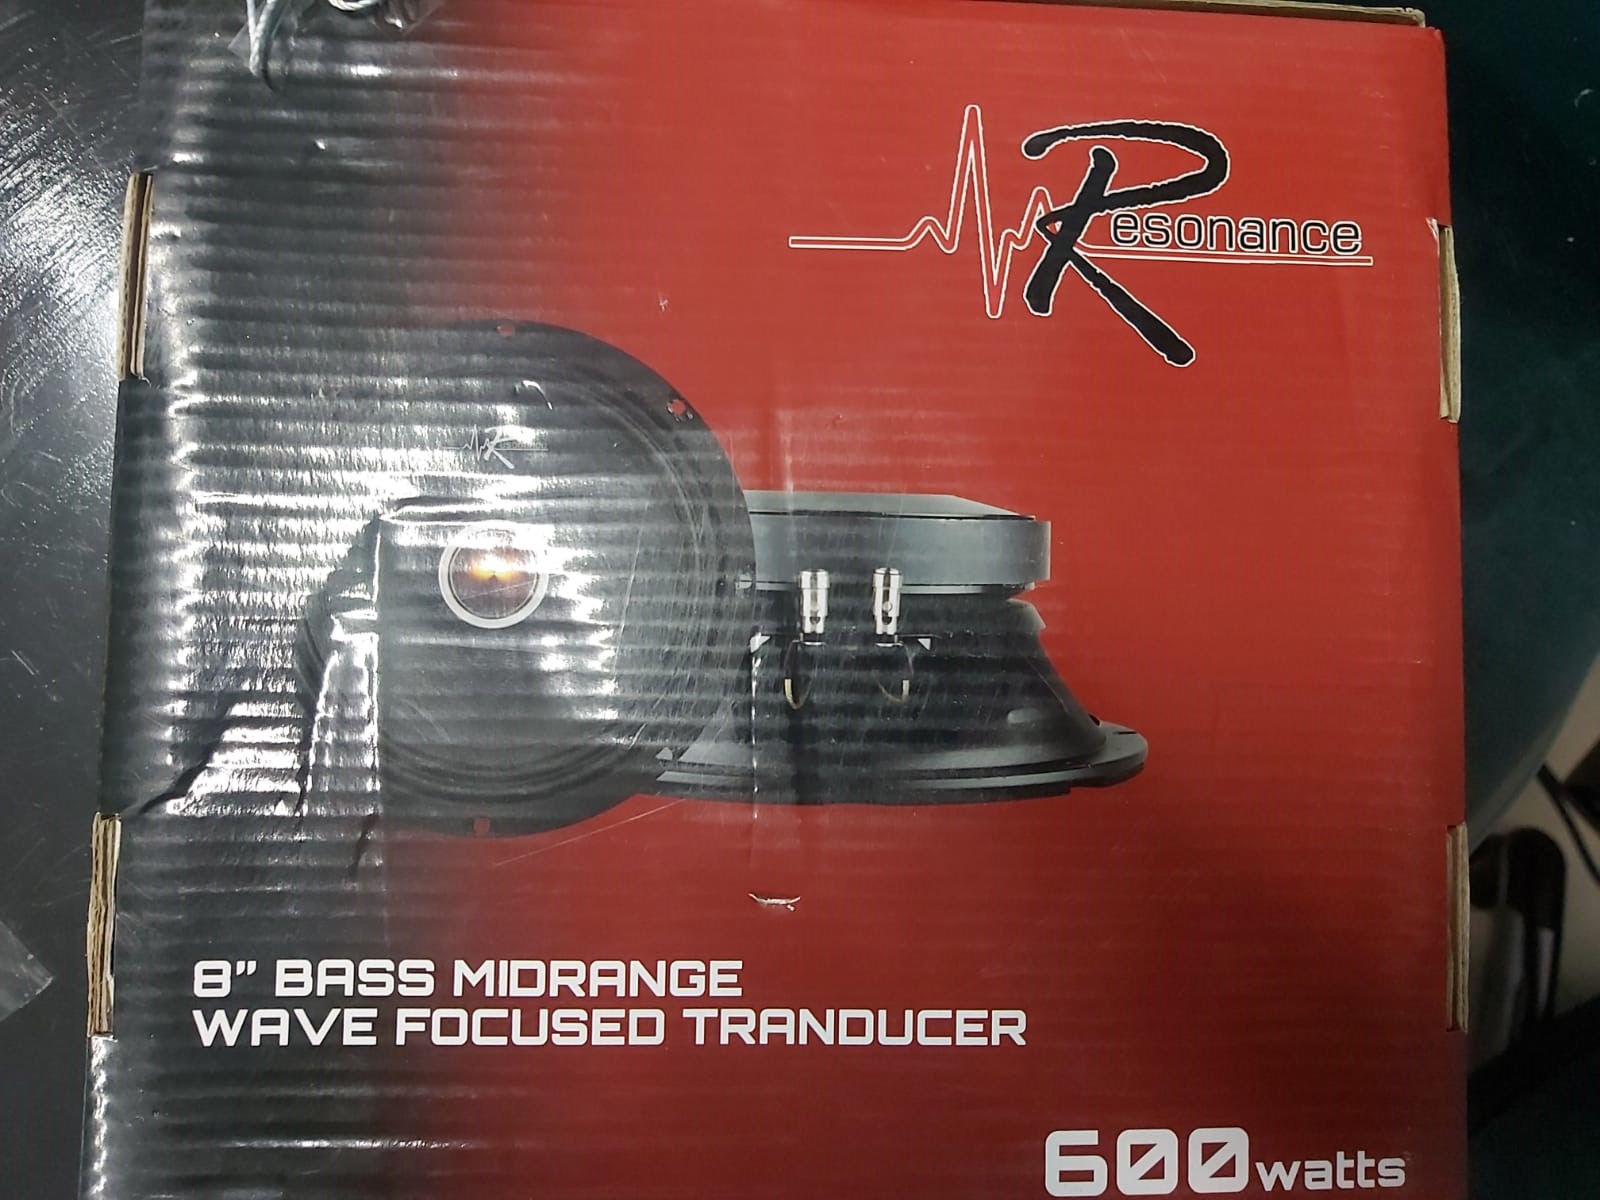 Resonance
8” BASS MIDRANGE
WAVE FOCUSED TRANDUCER
600watts